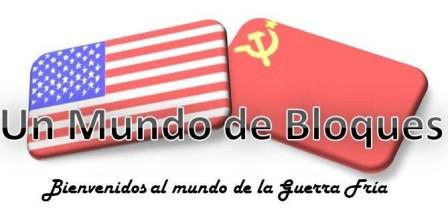 Un Mundo de Bloques
Bienvenidos al mundo de la Guerra Fría